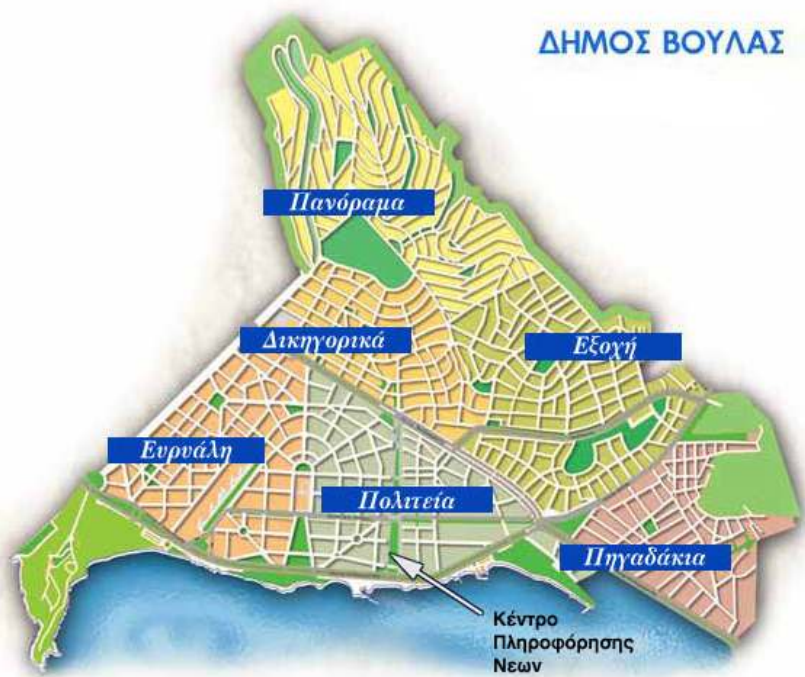 ΔΗΜΟΣ ΒΟΥΛΑΣ
Πανόραμα
Δικηγορικά
Εξοχή
Ευρυάλη
Πολιτεία
Πηγαδάκια
Κέντρο
Πληροφόρησης
Νεων